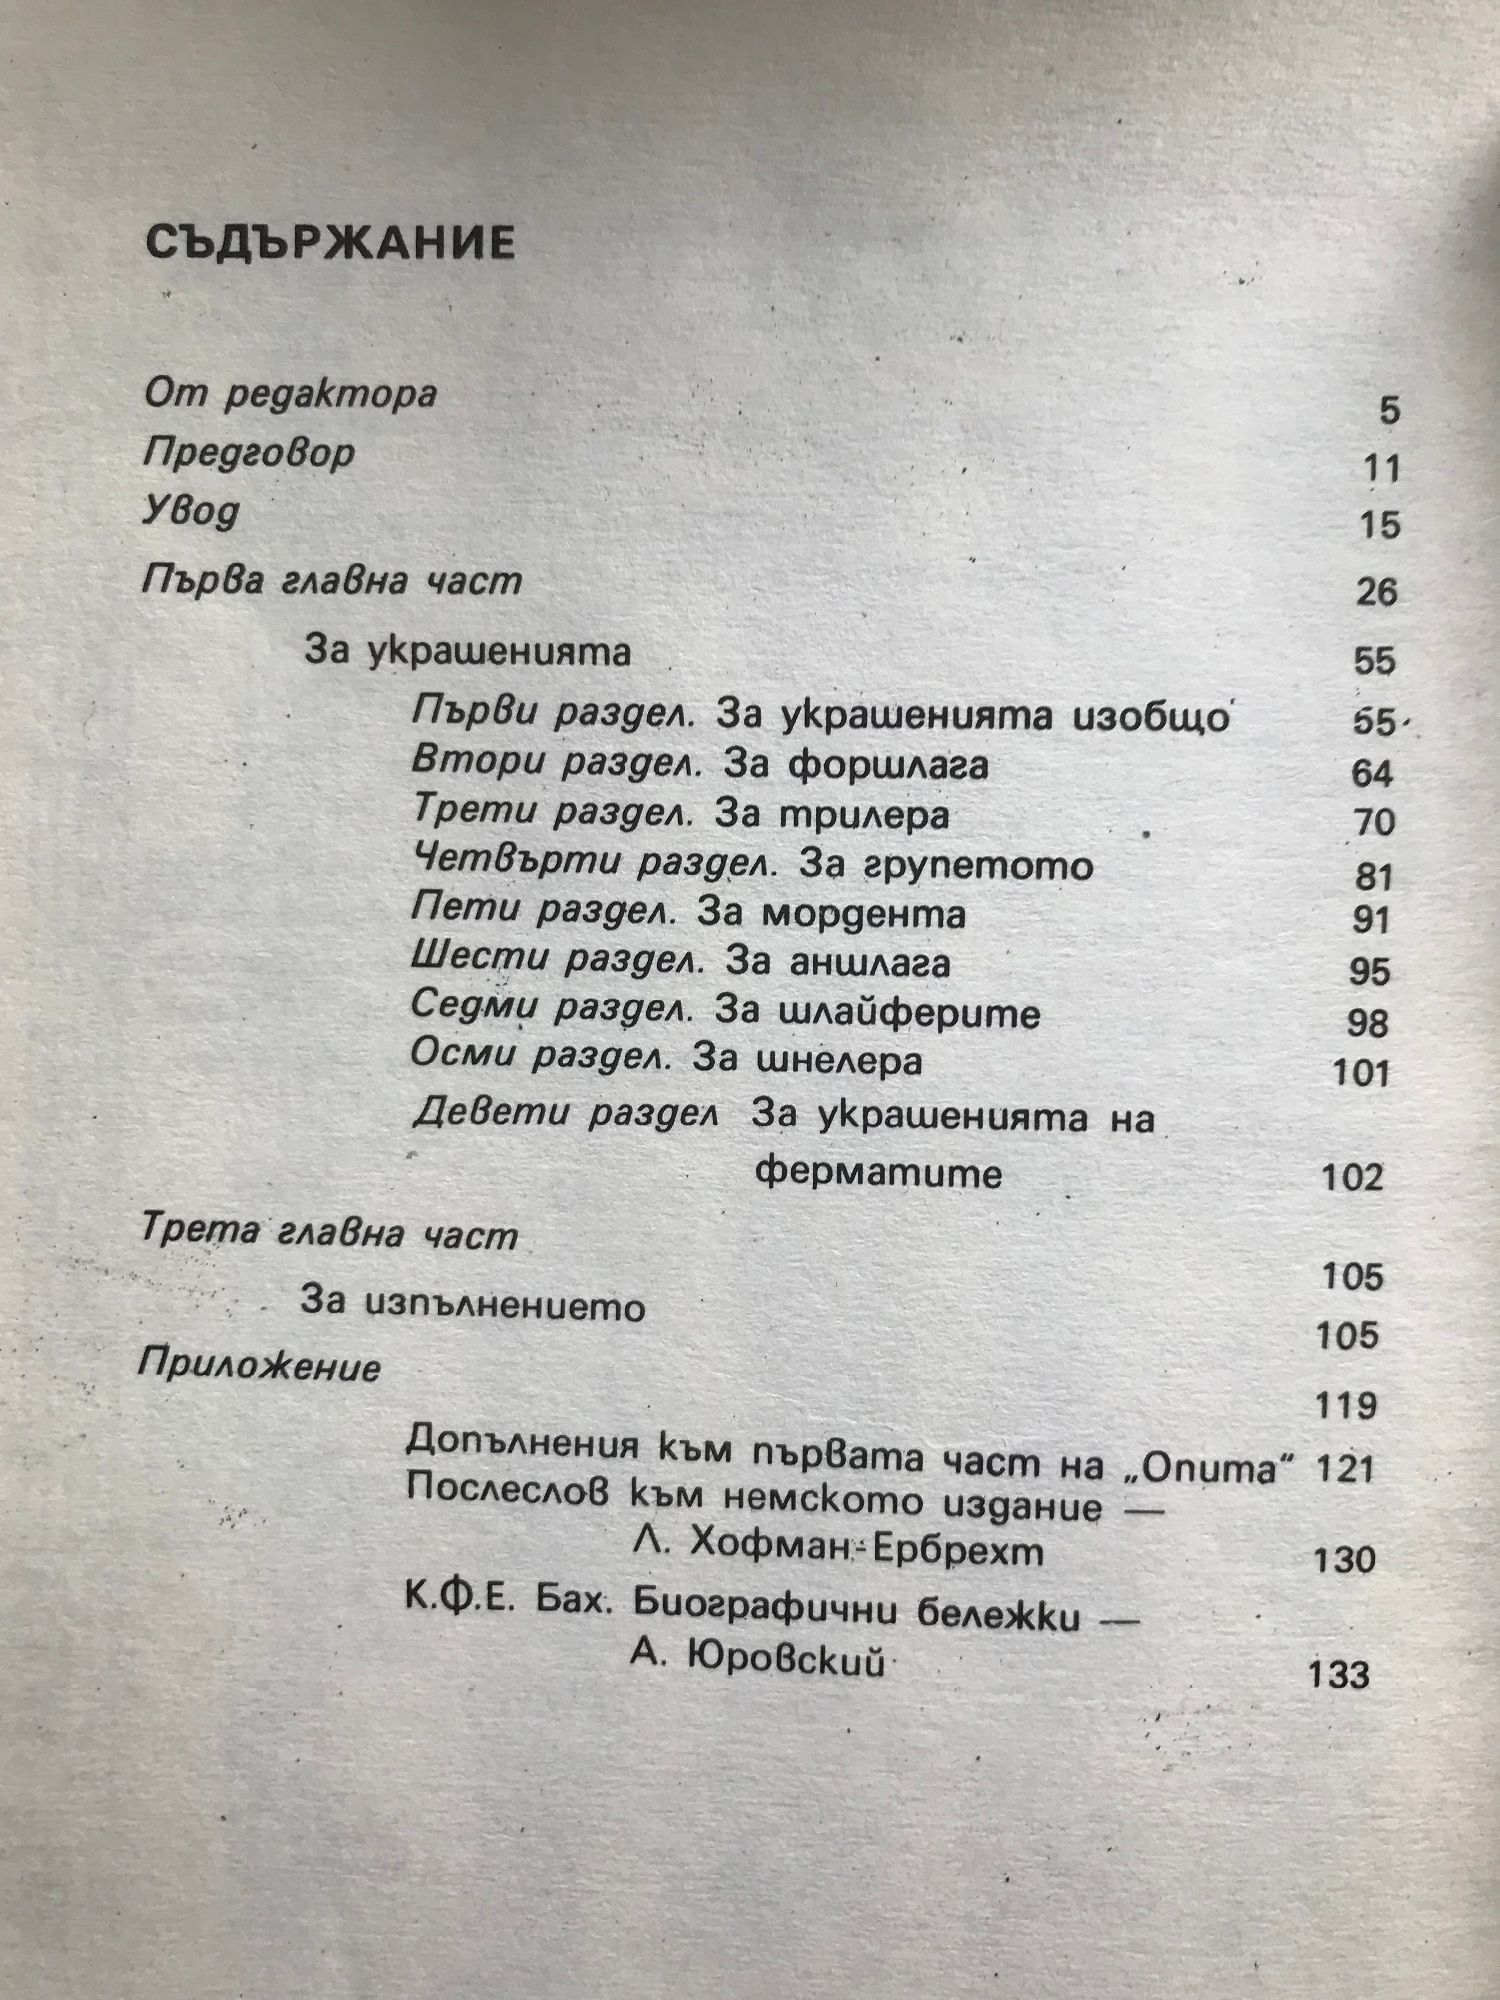 СЪДЪРЖАНИЕ
От редактора 5
Предговор 11
Увод 15
Първа главна част 26
За украшенията 55
Първи раздел. За украшенията изобщо 55
Втори раздел. За форшлага 64
Трети раздел. За трилера 70
Четвърти раздел. За групетото 81
Пети раздел. За мордента 91
Шести раздел. За аншлага 95
Седми раздел. За шлайферите 98
Осми раздел. За шнелера 101
Девети раздел За украшенията на
ферматите 102
Трета главна част 105
За изпълнението 105
Приложение 119
Допълнения към първата част на „Опита“ 121
Послеслов към немското издание —
Л. Хофман-Ербрехт 130
К.Ф.Е. Бах. Биографични бележки —
А. Юровский 133